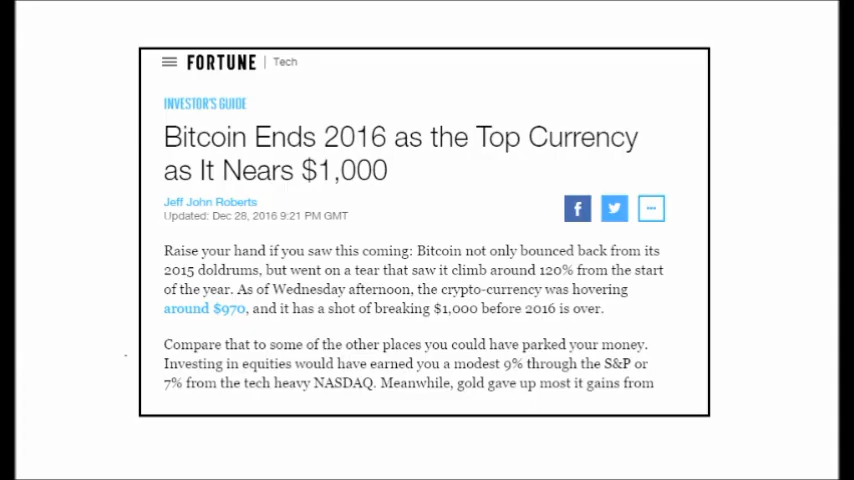 FORTUNE | Tech
INVESTOR'S GUIDE
Bitcoin Ends 2016 as the Top Currency
as It Nears $1,000
Jeff John Roberts
Updated: Dec 28, 2016 9:21 PM GMT
Raise your hand if you saw this coming: Bitcoin not only bounced back from its
2015 doldrums, but went on a tear that saw it climb around 120% from the start
of the year. As of Wednesday afternoon, the crypto-currency was hovering
around $970, and it has a shot of breaking $1,000 before 2016 is over.
Compare that to some of the other places you could have parked your money.
Investing in equities would have earned you a modest 9% through the S&P or
7% from the tech heavy NASDAQ. Meanwhile, gold gave up most it gains from